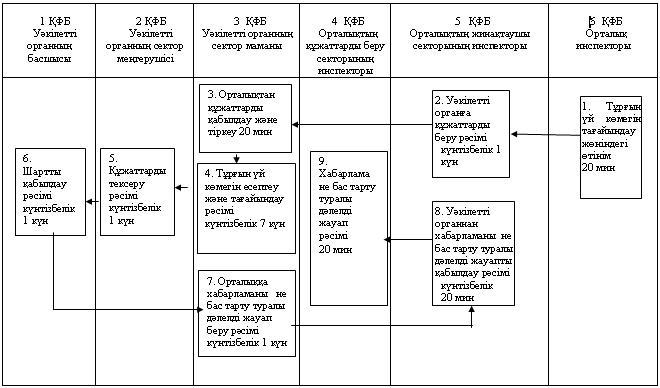 1 ҚФБ
Уәкілетті
органның
басшысы
2 ҚФБ
Уәкілетті
органның сектор
меңгерушісі
3 ҚФБ
Уәкілетті органның
сектор маманы
4 ҚФБ
Орталықтың
құжаттарды беру
секторының
инспекторы
5 ҚФБ
Орталықтың жинақтаушы
секторының инспекторы
6 ҚФБ
Орталық
инспекторы
3. Орталықтан
құжаттарды
қабылдау және
тіркеу 20 мин
2. Уәкілетті
органға
құжаттарды
беру рәсімі
күнтізбелік 1
күн
1. Тұрғын
үй көмегін
тағайындау
жөніндегі
өтінім
20 мин
6.
Шартты
қабылдау
рәсімі
күнтізбелік
1 күн
5.
Құжаттарды
тексеру
рәсімі
күнтізбелік
1 күн
4. Тұрғын үй
көмегін есептеу
және тағайындау
рәсімі
күнтізбелік 7 күн
9.
Хабарлама
не бас тарту
туралы
дәлелді
жауап
рәсімі
20 мин
8. Уәкілетті
органнан
хабарламаны не
бас тарту туралы
дәлелді жауапты
қабылдау рәсімі
күнтізбелік
20 мин
7. Орталыққа
хабарламаны не
бас тарту туралы
дәлелді жауап
беру рәсімі
күнтізбелік 1 күн